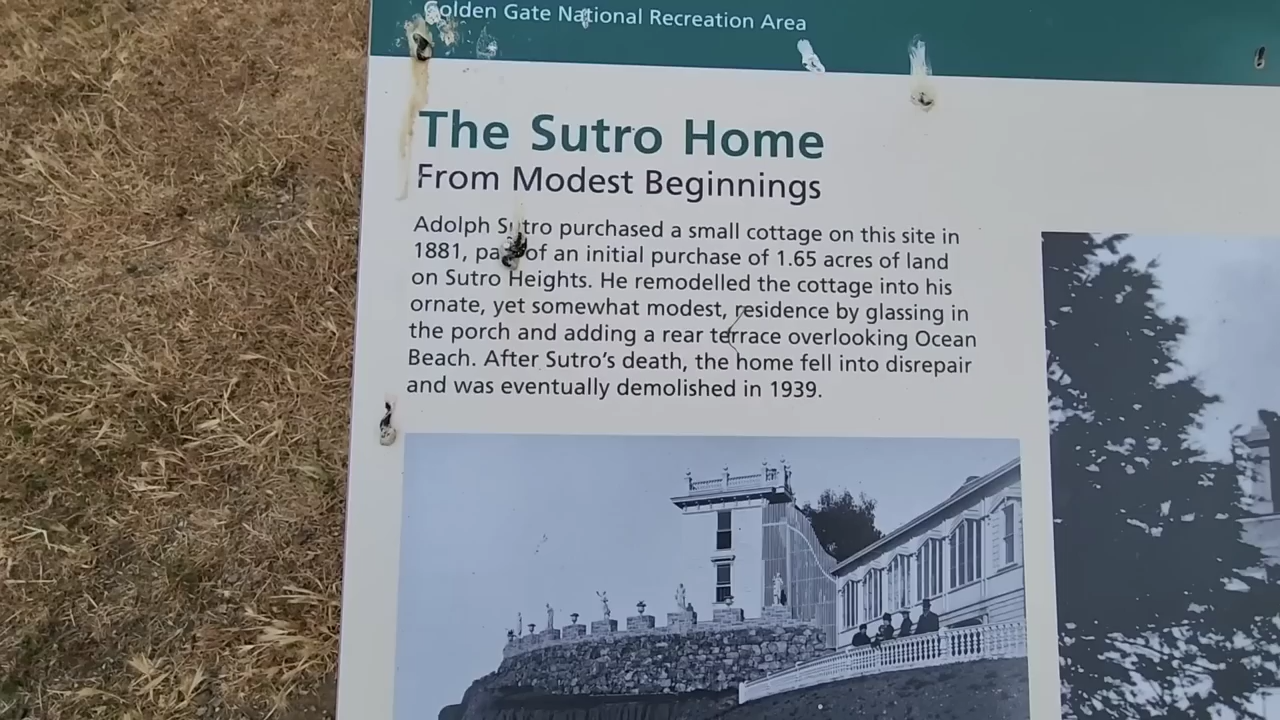 Golden Gate National Recreation Area
The Sutro Home
From Modest Beginnings
Adolph Sutro purchased a small cottage on this site in
1881, part of an initial purchase of 1.65 acres of land
on Sutro Heights. He remodelled the cottage into his
ornate, yet somewhat modest, residence by glassing in
the porch and adding a rear terrace overlooking Ocean
Beach. After Sutro's death, the home fell into disrepair
and was eventually demolished in 1939.